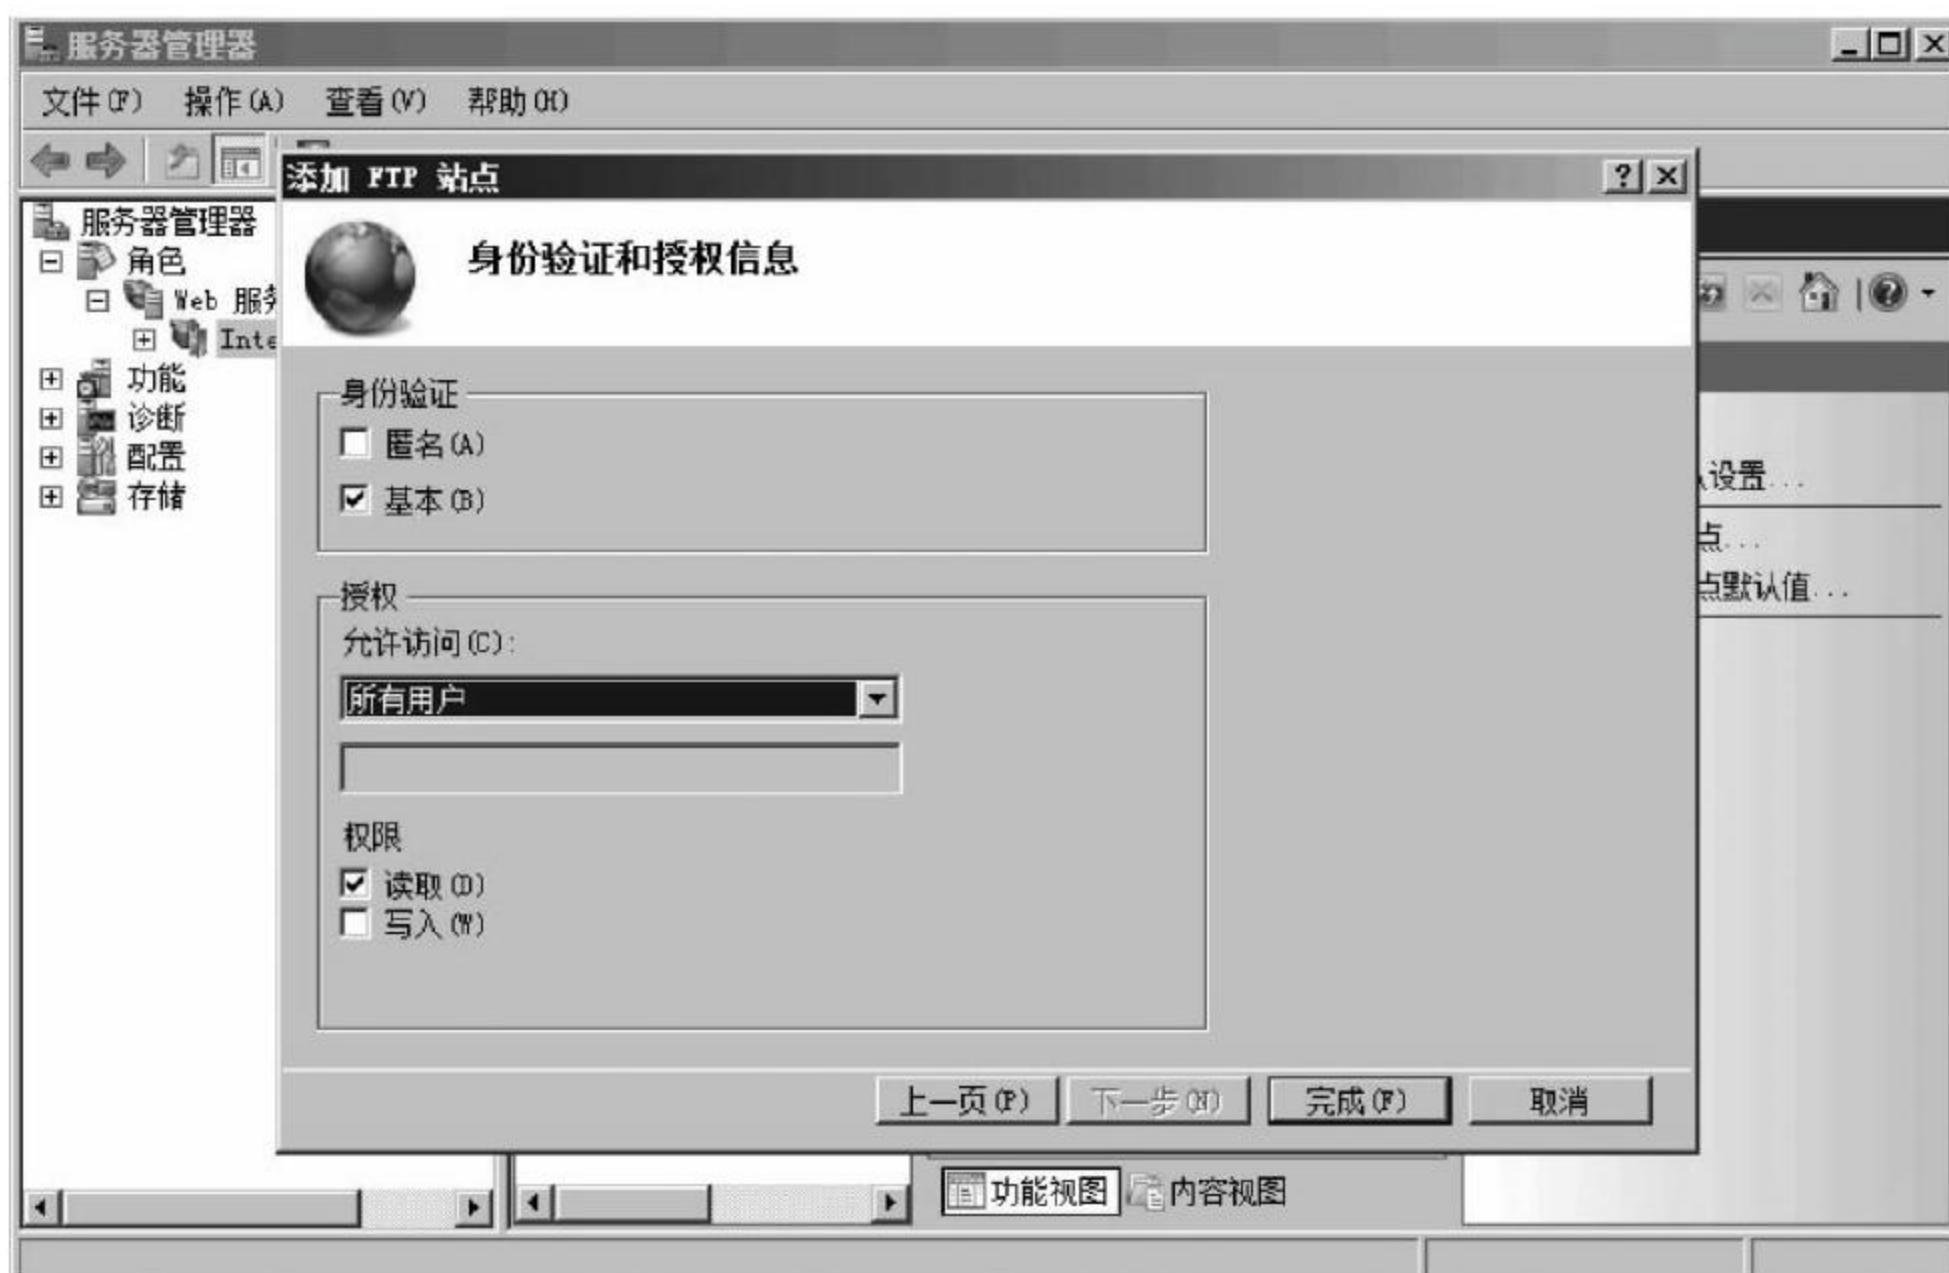 服务器管理器
文件(F) 操作(A) 查看(V) 帮助(H)
添加 FTP 站点
服务器管理器
角色
Web 服务
Inte
功能
诊断
配置
存储
身份验证和授权信息
身份验证
匿名(A)
基本(B)
授权
允许访问(C):
所有用户
权限
读取(D)
写入(W)
设置...
点...
点默认值...
上一页(P) 下一步(N) 完成(F) 取消
功能视图 内容视图